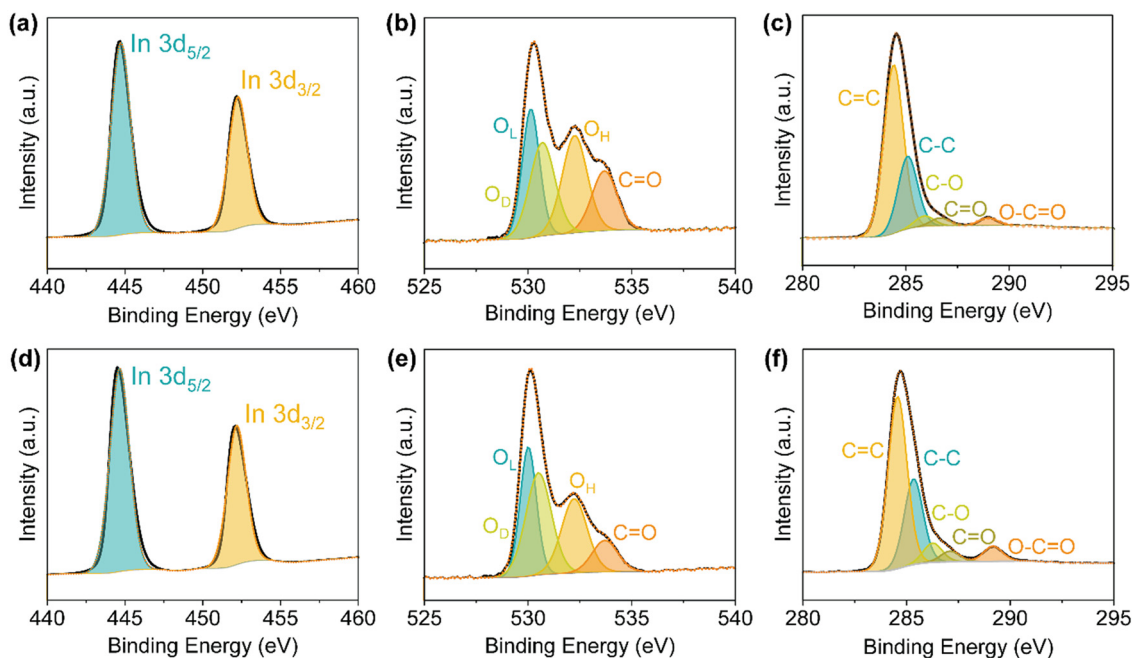 (a)
In 3d5/2
In 3d3/2
Intensity (a.u.)
440 445 450 455 460
Binding Energy (eV)
(b)
OL
OD
OH
C=O
Intensity (a.u.)
525 530 535 540
Binding Energy (eV)
(c)
C=C
C-C
C-O
C=O
O-C=O
Intensity (a.u.)
280 285 290 295
Binding Energy (eV)
(d)
In 3d5/2
In 3d3/2
Intensity (a.u.)
440 445 450 455 460
Binding Energy (eV)
(e)
OL
OD
OH
C=O
Intensity (a.u.)
525 530 535 540
Binding Energy (eV)
(f)
C=C
C-C
C-O
C=O
O-C=O
Intensity (a.u.)
280 285 290 295
Binding Energy (eV)